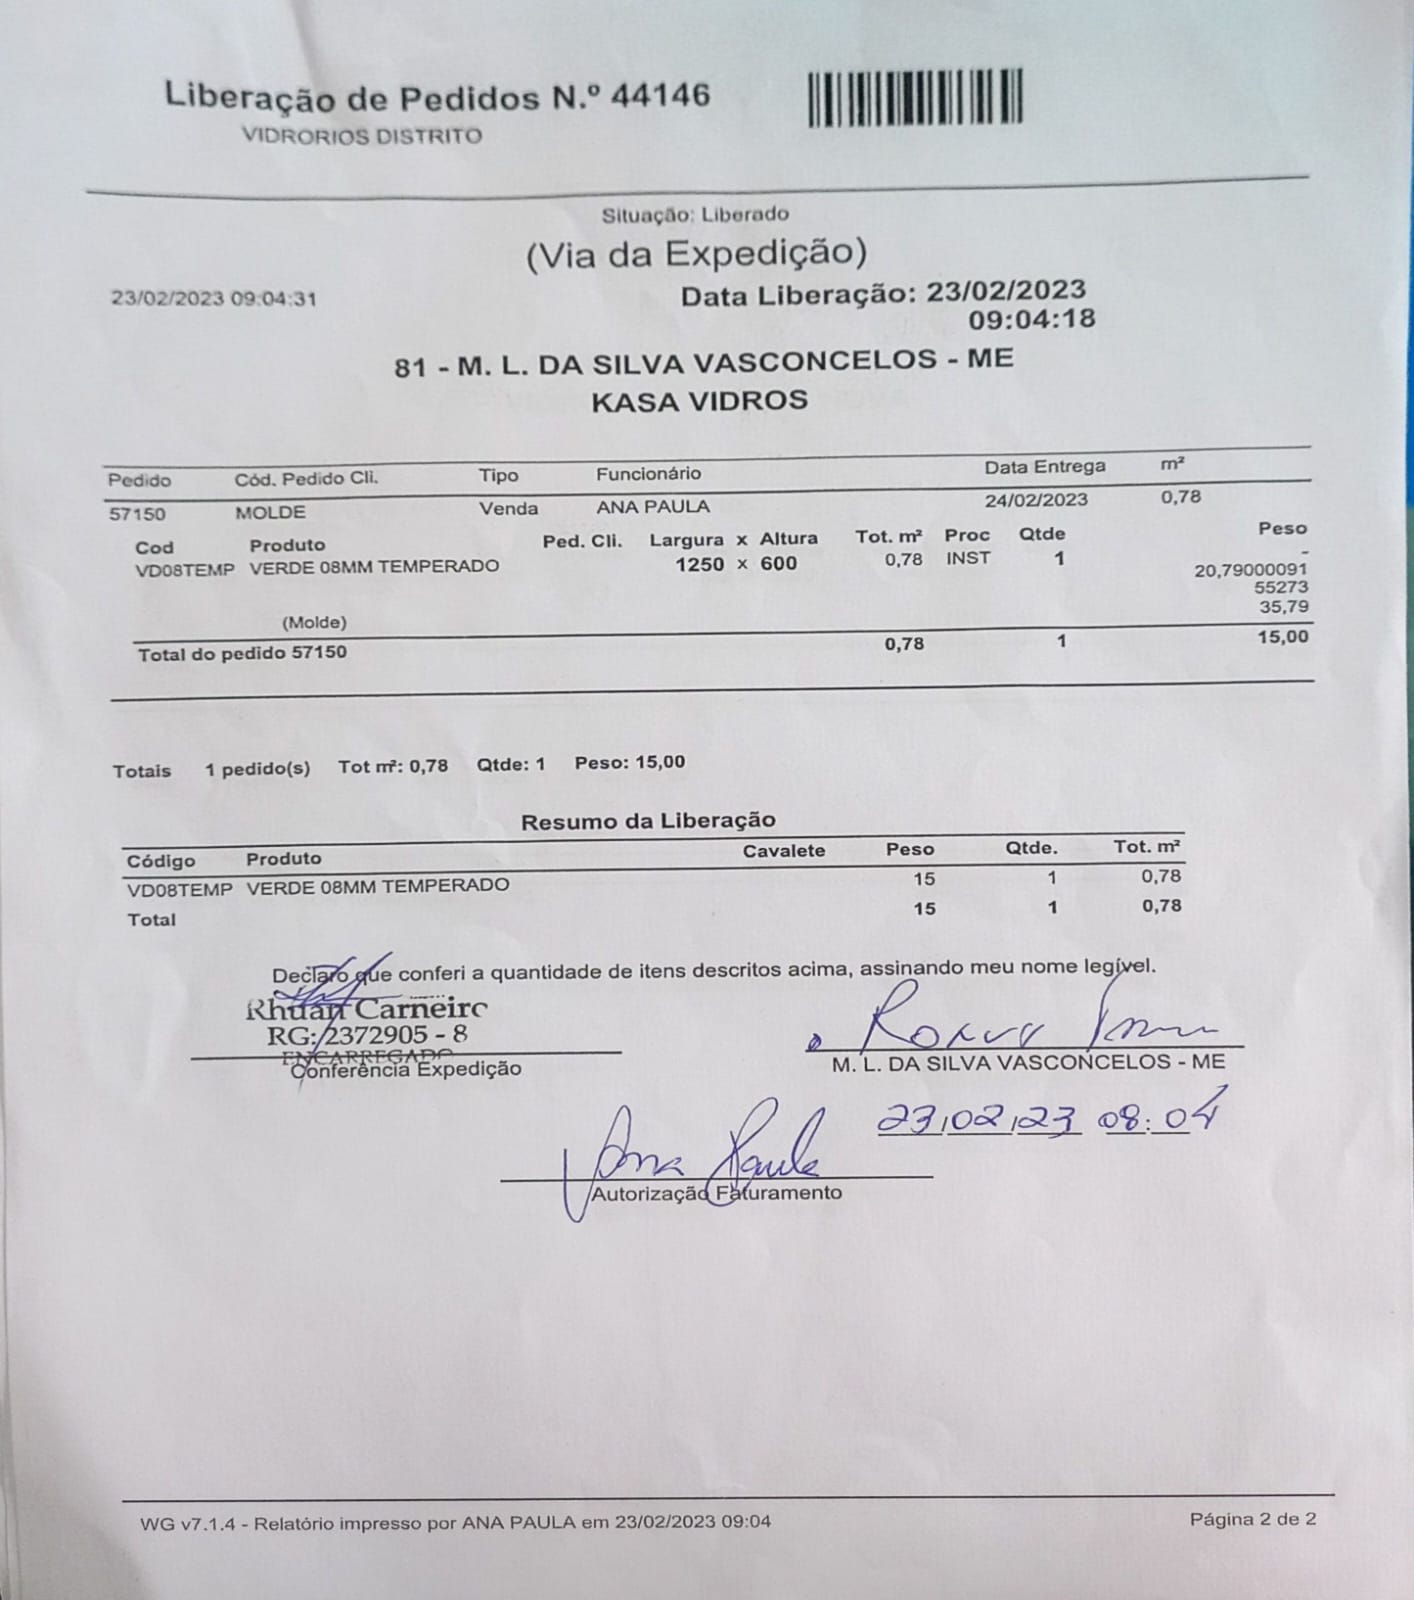 Liberação de Pedidos N.º 44146
VIDRORIOS DISTRITO
Situação: Liberado
(Via da Expedição)
23/02/2023 09:04:31
Data Liberação: 23/02/2023
09:04:18
81 - M. L. DA SILVA VASCONCELOS - ME
KASA VIDROS
Pedido Cód. Pedido Cli. Tipo Funcionário Data Entrega m²
57150 MOLDE Venda ANA PAULA 24/02/2023 0,78
Cod Produto Ped. Cli. Largura x Altura Tot. m² Proc Qtde Peso
VD08TEMP VERDE 08MM TEMPERADO 1250 x 600 0,78 INST 1 -
20,79000091
55273
35,79
(Molde)
Total do pedido 57150 0,78 1 15,00
Totais 1 pedido(s) Tot m²: 0,78 Qtde: 1 Peso: 15,00
Resumo da Liberação
Código Produto Cavalete Peso Qtde. Tot. m²
VD08TEMP VERDE 08MM TEMPERADO 15 1 0,78
Total 15 1 0,78
Declaro que conferi a quantidade de itens descritos acima, assinando meu nome legível.
Rhuan Carneiro
RG: 2372905 - 8
ENCARREGADO
Conferência Expedição
M. L. DA SILVA VASCONCELOS - ME
23/02/23 08:04
Ana Paula
Autorização Faturamento
WG v7.1.4 - Relatório impresso por ANA PAULA em 23/02/2023 09:04
Página 2 de 2